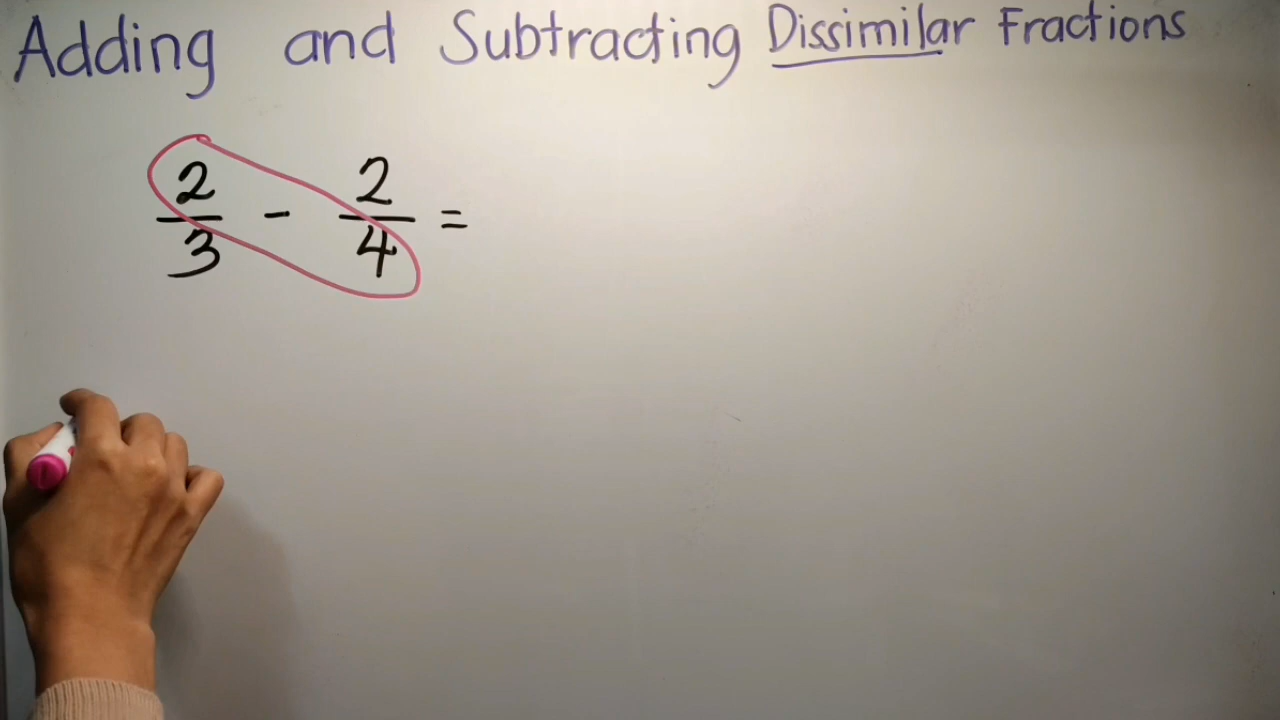 Adding and Subtracting Dissimilar Fractions
2/3 - 2/4 =